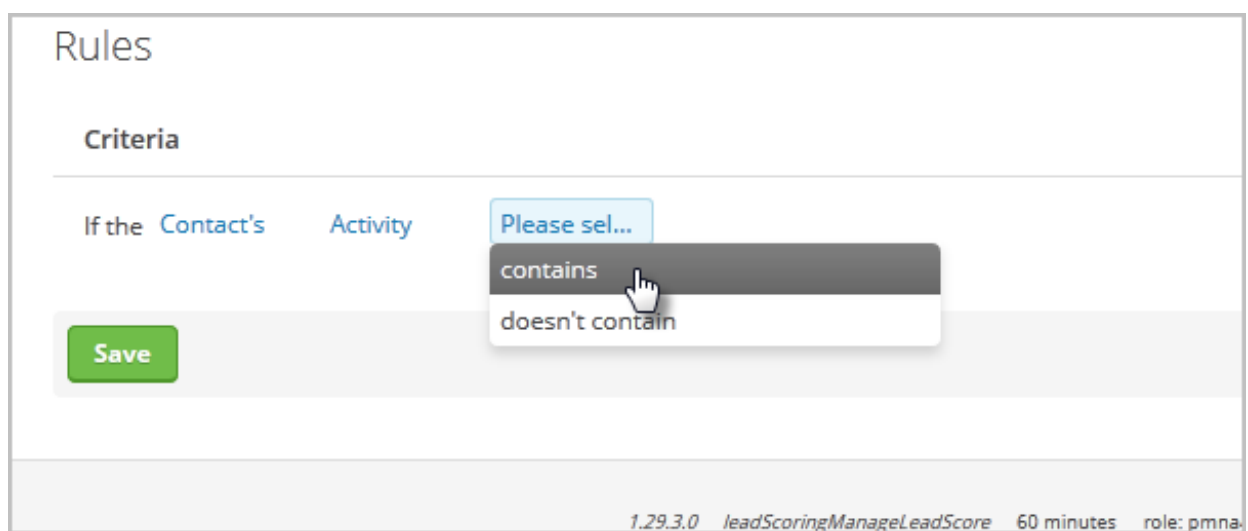 Rules
Criteria
If the Contact's Activity Please sel...
contains
doesn't contain
Save
1.29.3.0 leadScoringManageLeadScore 60 minutes role: pmna